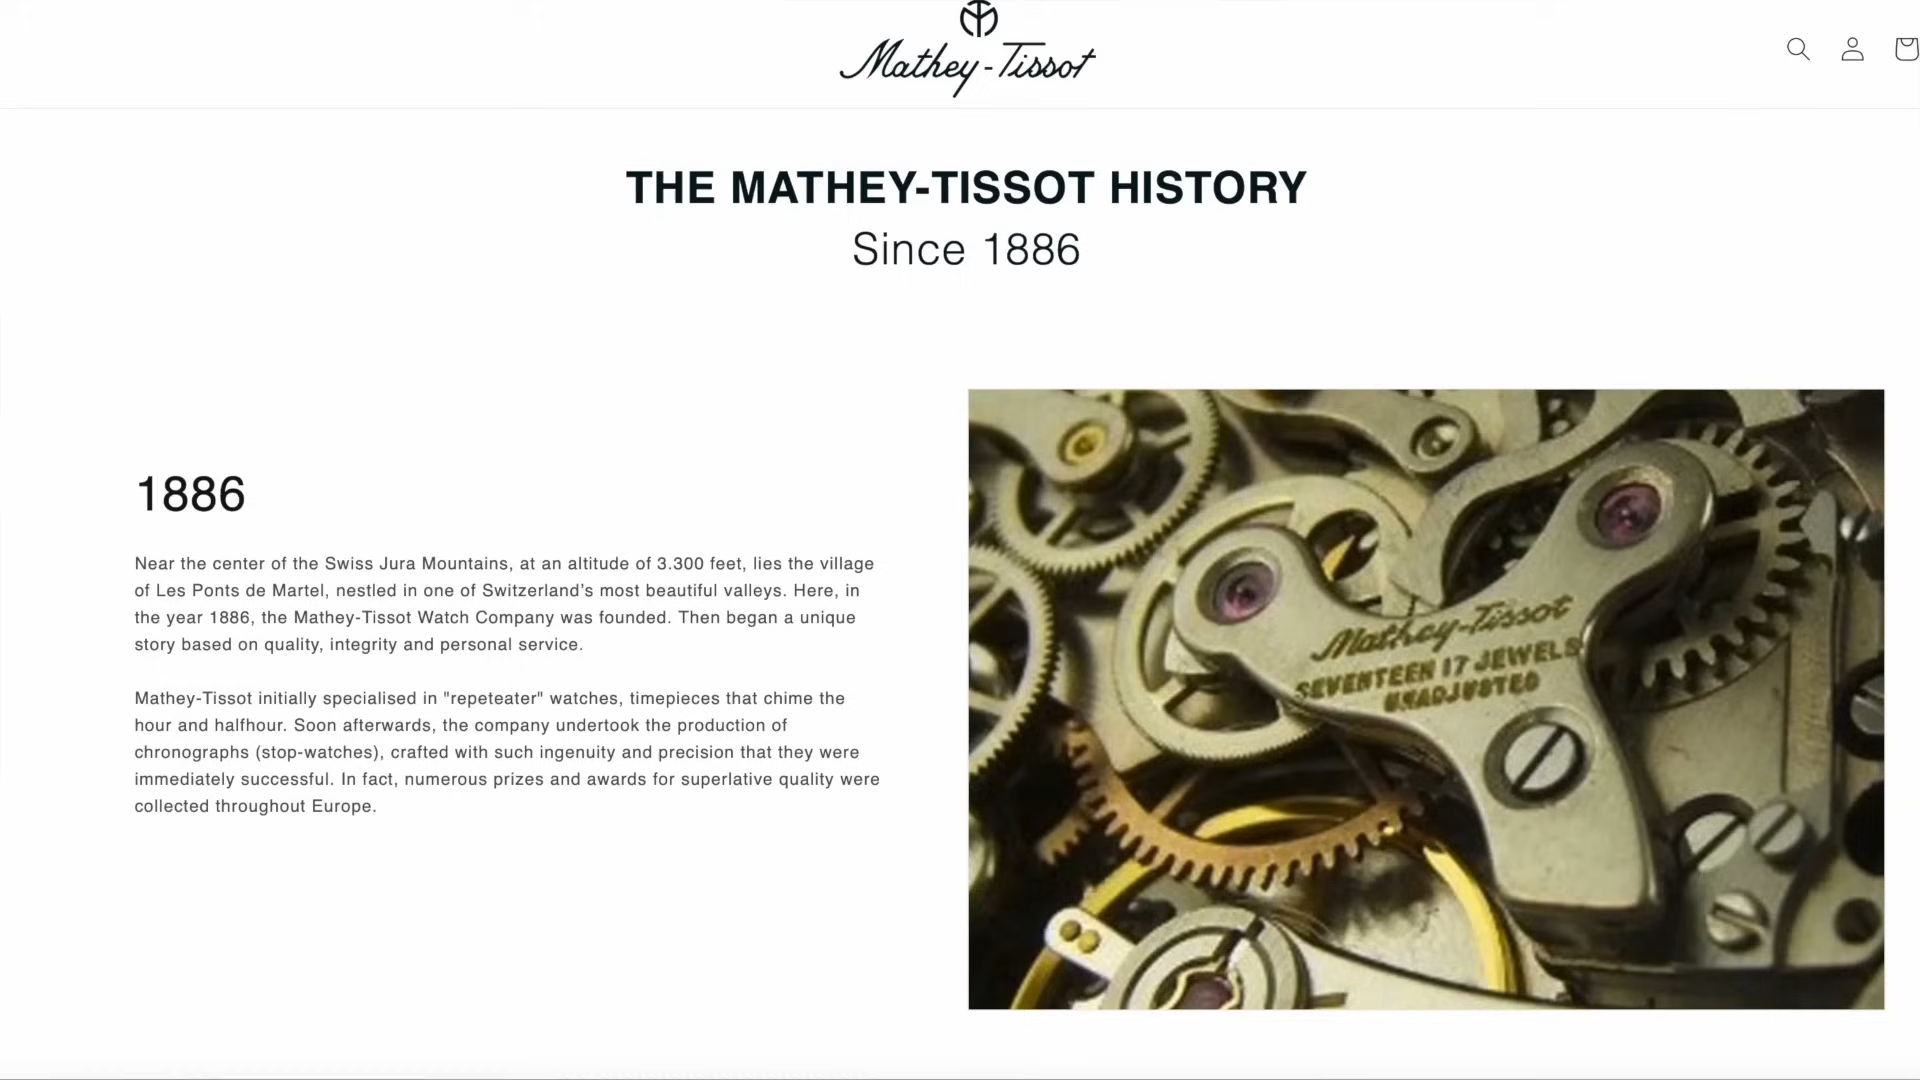 Mathey-Tissot
THE MATHEY-TISSOT HISTORY
Since 1886
1886
Near the center of the Swiss Jura Mountains, at an altitude of 3.300 feet, lies the village
of Les Ponts de Martel, nestled in one of Switzerland’s most beautiful valleys. Here, in
the year 1886, the Mathey-Tissot Watch Company was founded. Then began a unique
story based on quality, integrity and personal service.
Mathey-Tissot initially specialised in "repeteater" watches, timepieces that chime the
hour and halfhour. Soon afterwards, the company undertook the production of
chronographs (stop-watches), crafted with such ingenuity and precision that they were
immediately successful. In fact, numerous prizes and awards for superlative quality were
collected throughout Europe.
Mathey-Tissot
SEVENTEEN 17 JEWELS
UNADJUSTED